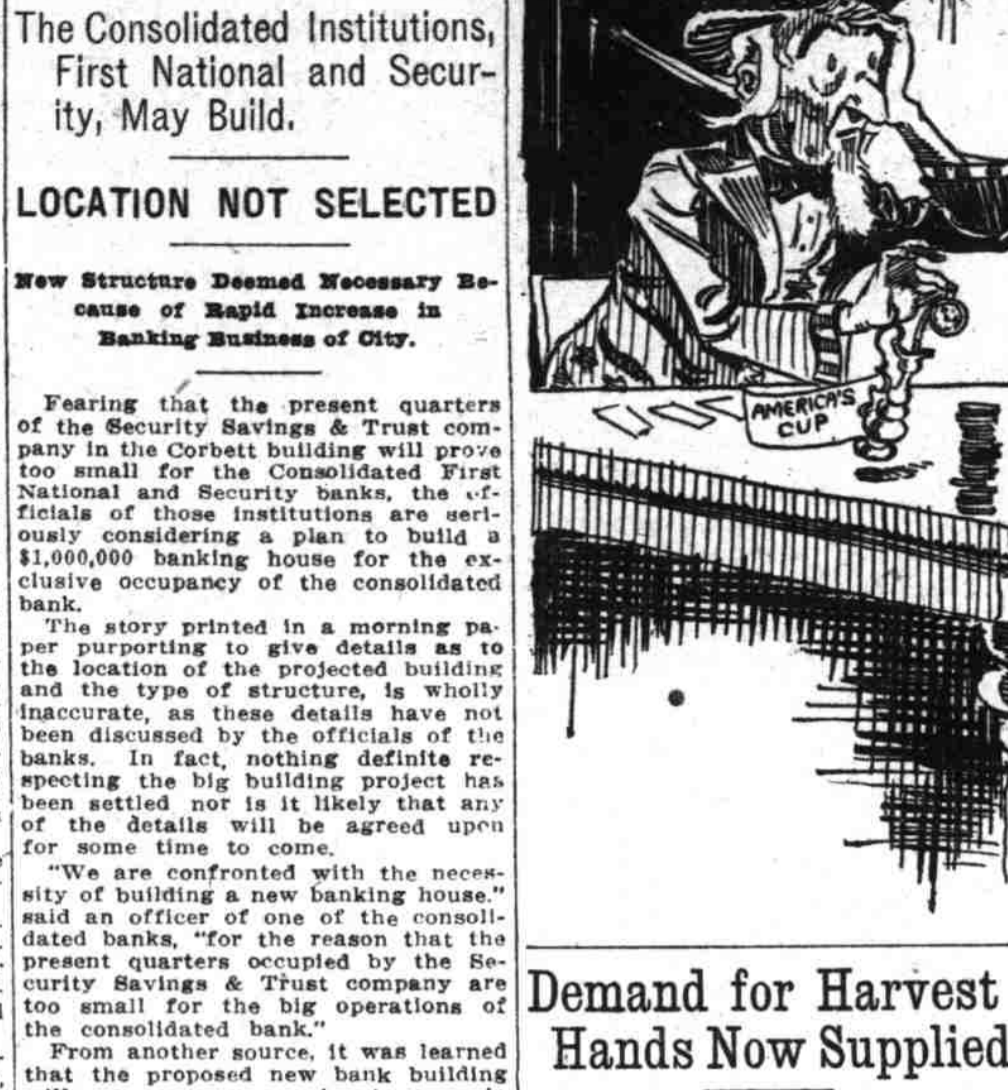 The Consolidated Institutions,
First National and Secur-
ity, May Build.
LOCATION NOT SELECTED
New Structure Deemed Necessary Be-
cause of Rapid Increase in
Banking Business of City.
Fearing that the present quarters
of the Security Savings & Trust com-
pany in the Corbett building will prove
too small for the Consolidated First
National and Security banks, the of-
ficials of those institutions are seri-
ously considering a plan to build a
$1,000,000 banking house for the ex-
clusive occupancy of the consolidated
bank.
The story printed in a morning pa-
per purporting to give details as to
the location of the projected building
and the type of structure, is wholly
inaccurate, as these details have not
been discussed by the officials of the
banks. In fact, nothing definite re-
specting the big building project has
been settled nor is it likely that any
of the details will be agreed upon
for some time to come.
"We are confronted with the neces-
sity of building a new banking house."
said an officer of one of the consoli-
dated banks, "for the reason that the
present quarters occupied by the Se-
curity Savings & Trust company are
too small for the big operations of
the consolidated bank."
From another source, it was learned
that the proposed new bank building
AMERICA'S
CUP
Demand for Harvest
Hands Now Supplied